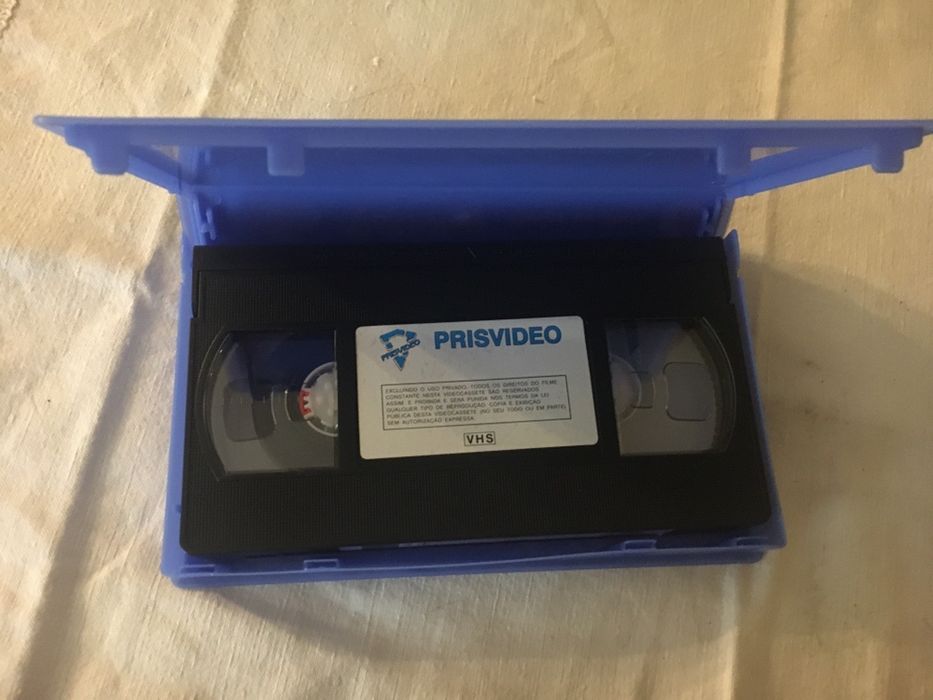 PRISVIDEO
PRISVIDEO
EXCLUINDO O USO PRIVADO, TODOS OS DIREITOS DO FILME
CONSTANTE NESTA VIDEOCASSETE SÃO RESERVADOS
ASSIM É PROIBIDA E SERÁ PUNIDA NOS TERMOS DA LEI
QUALQUER TIPO DE REPRODUÇÃO, CÓPIA E EXIBIÇÃO
PÚBLICA DESTA VIDEOCASSETE (NO SEU TODO OU EM PARTE)
SEM AUTORIZAÇÃO EXPRESSA.
VHS